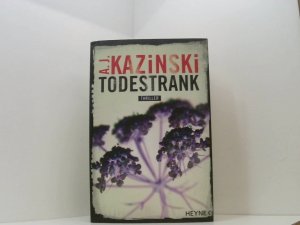 A.J. KAZINSKI
TODESTRANK
THRILLER
HEYNE